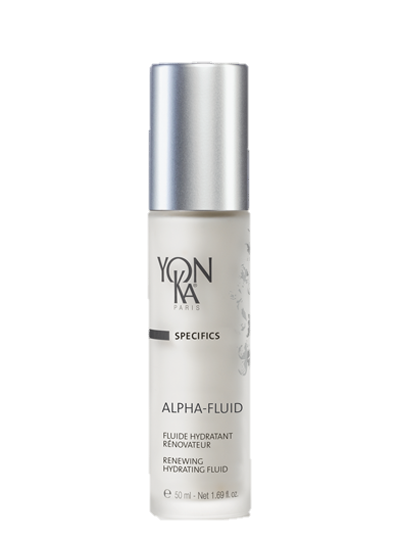 YON
KA®
PARIS
SPECIFICS
ALPHA-FLUID
FLUIDE HYDRATANT
RÉNOVATEUR
RENEWING
HYDRATING FLUID
℮ 50 ml - Net 1.69 fl. oz.